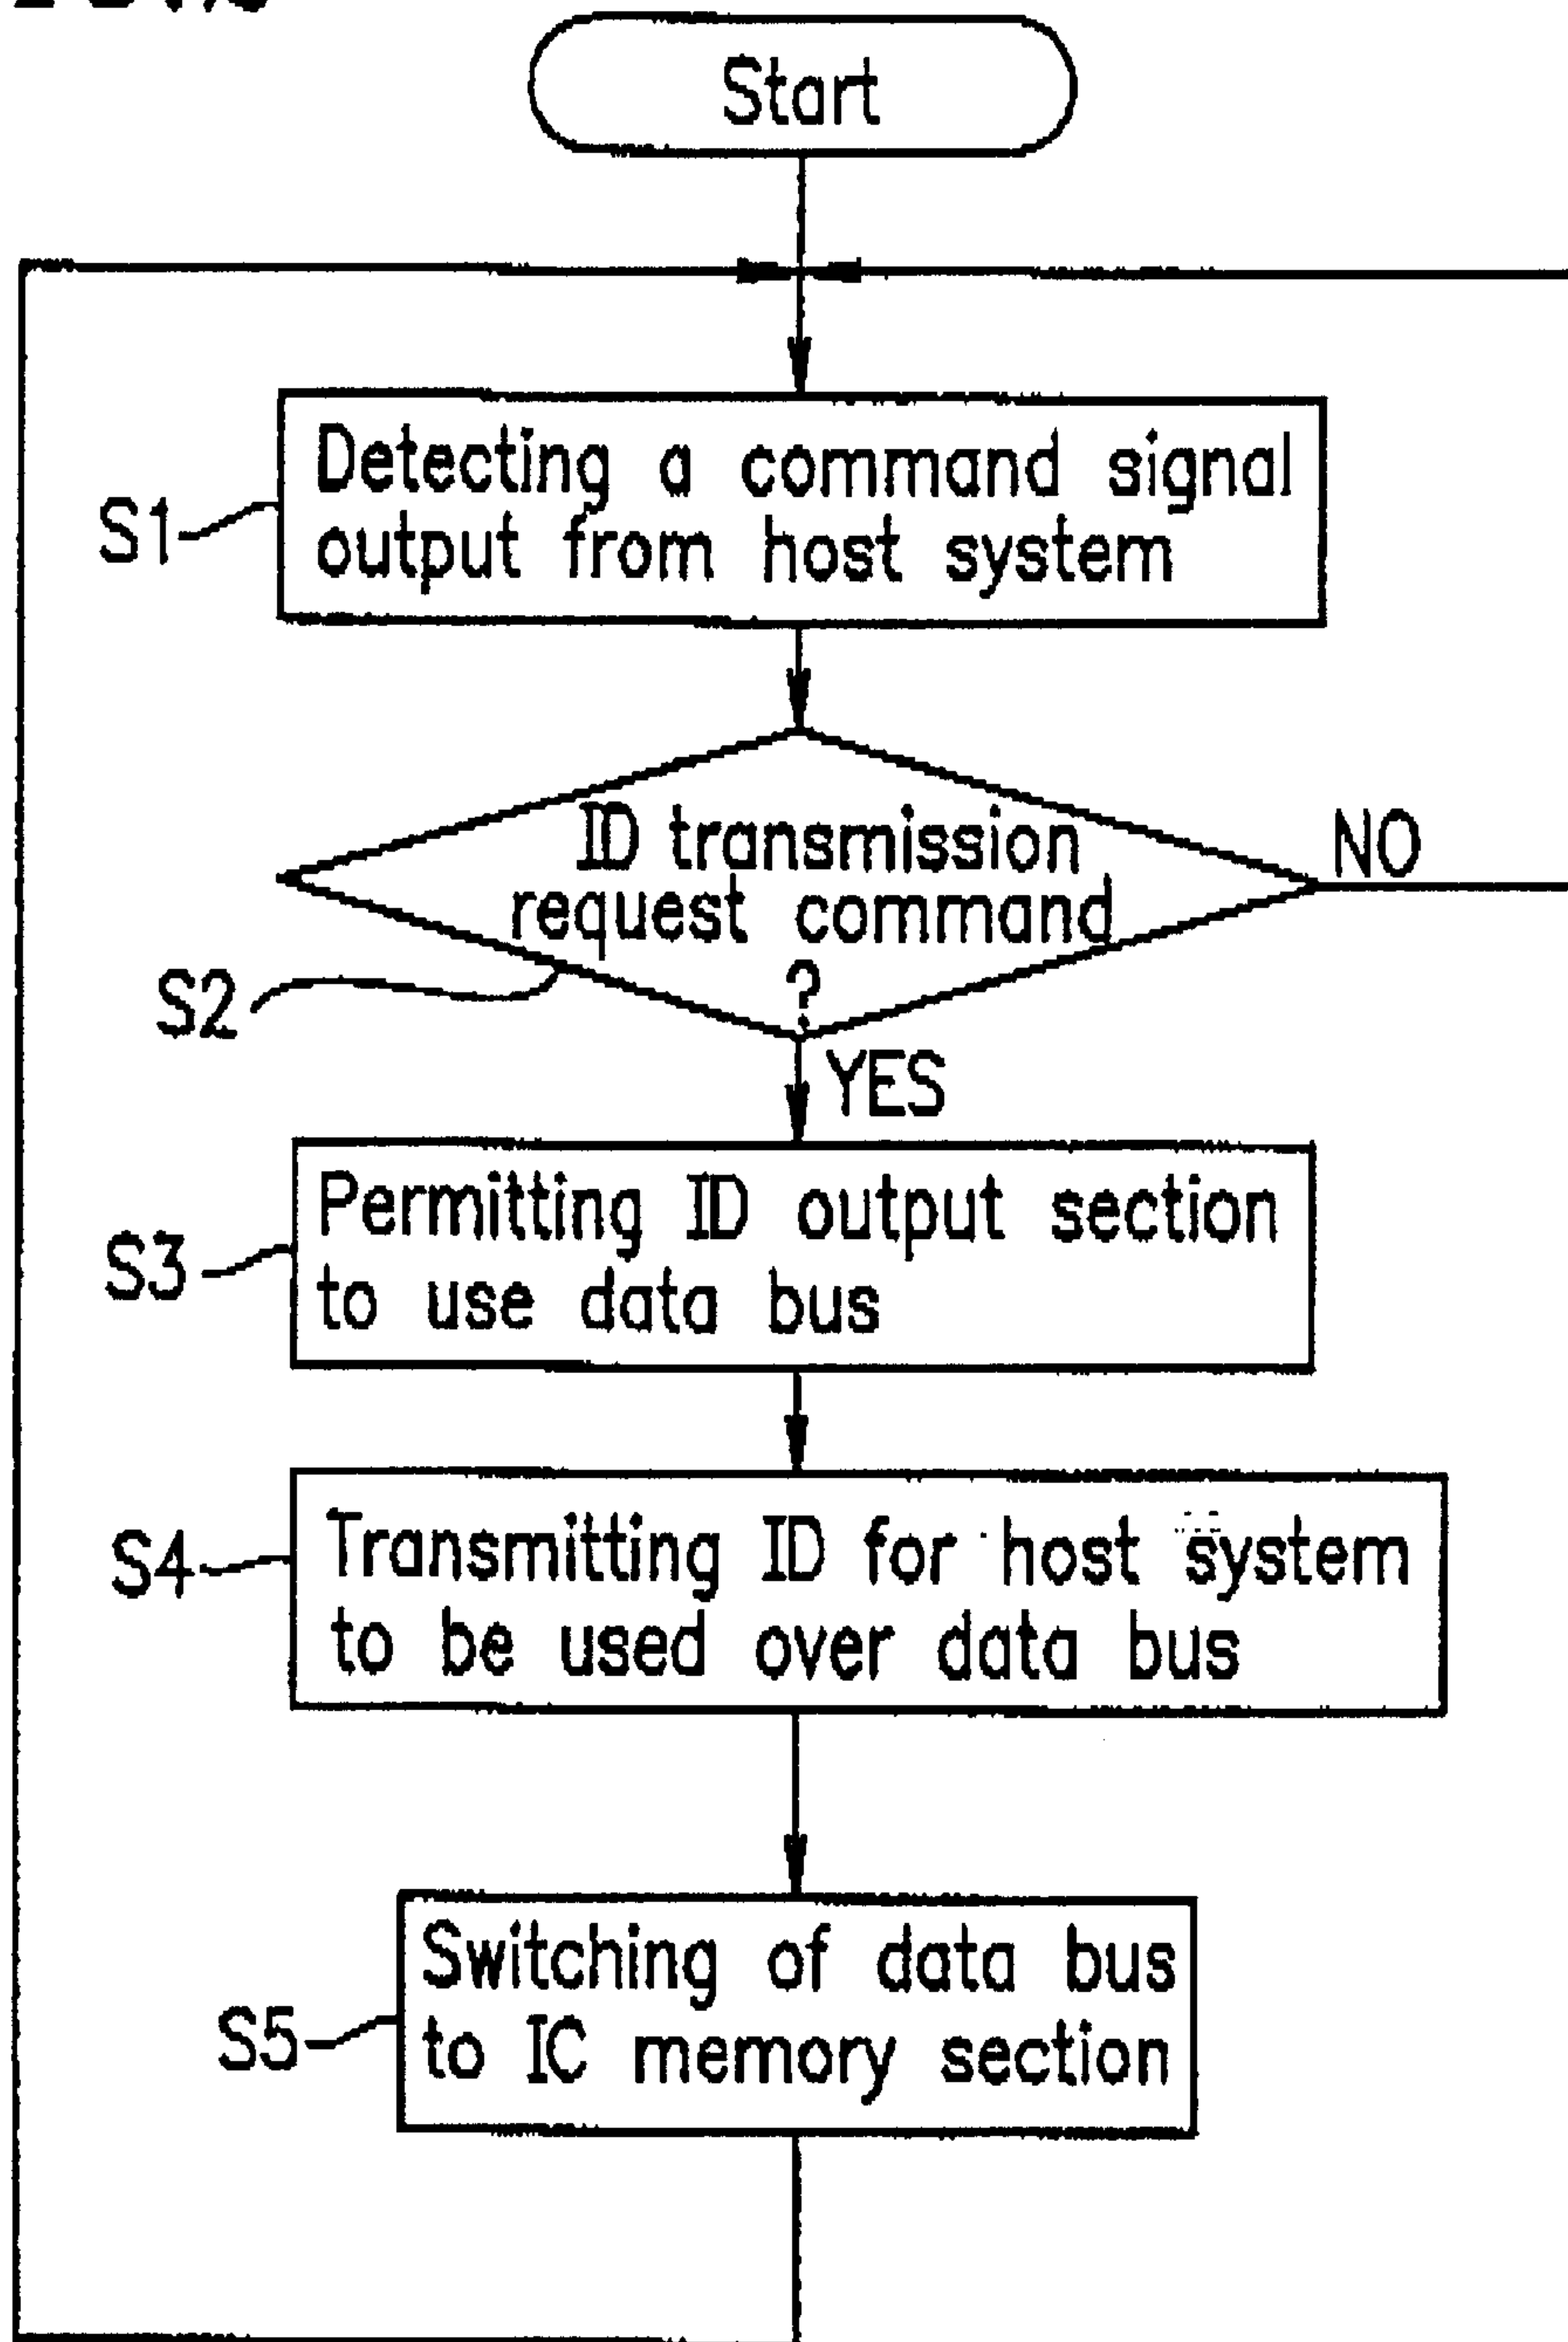 Start
Detecting a command signal
output from host system
S1
ID transmission
request command
?
NO
S2
YES
Permitting ID output section
to use data bus
S3
Transmitting ID for host system
to be used over data bus
S4
Switching of data bus
to IC memory section
S5